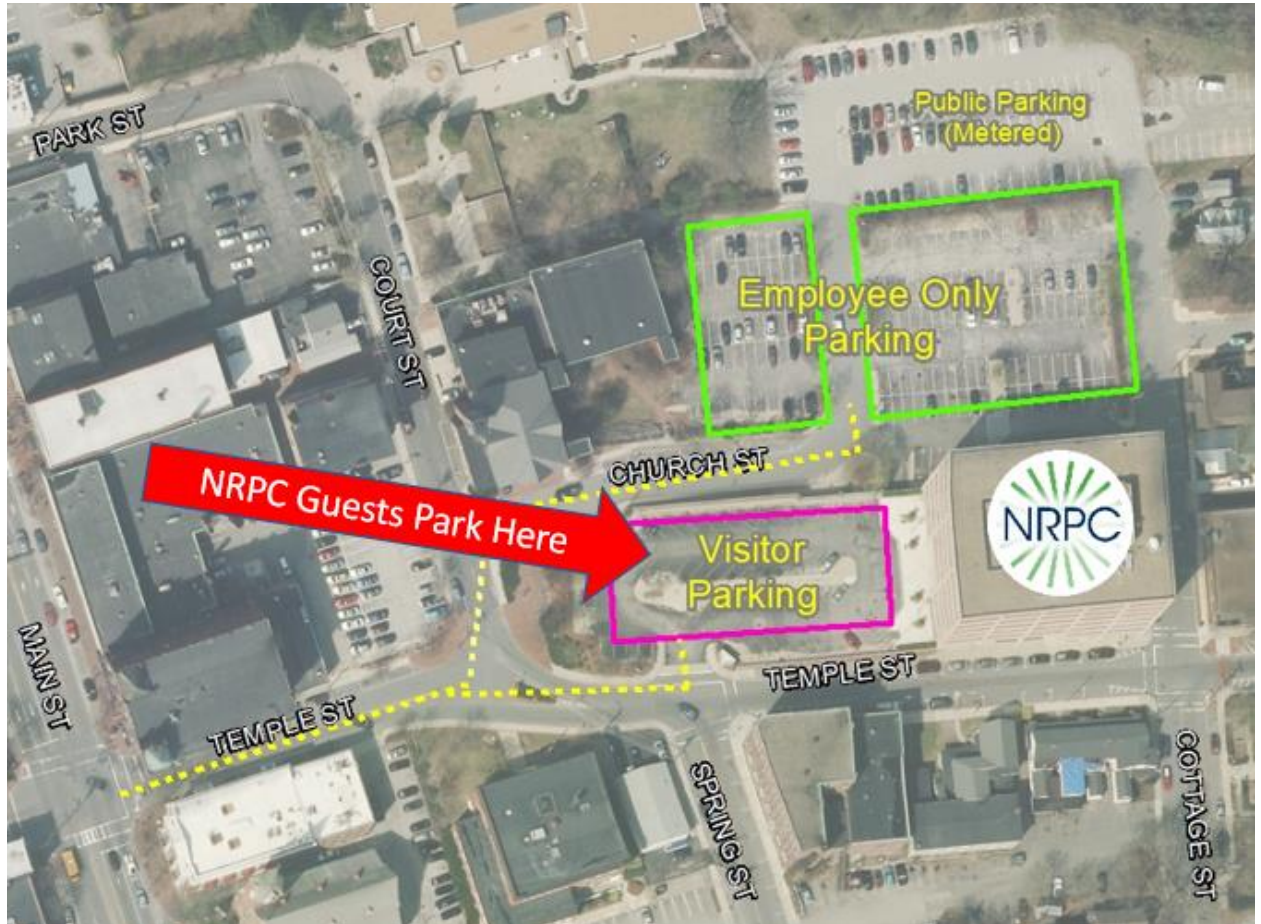 PARK ST
Public Parking
(Metered)
COURT ST
Employee Only
Parking
CHURCH ST
NRPC Guests Park Here
NRPC
Visitor
Parking
MAIN ST
TEMPLE ST
TEMPLE ST
SPRING ST
COTTAGE ST